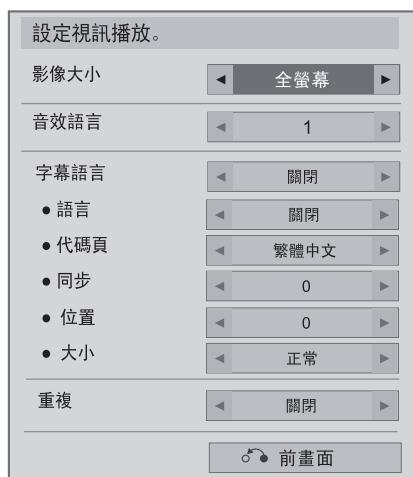 設定視訊播放。
影像大小 ◄ 全螢幕 ►
音效語言 ◄ 1 ►
字幕語言 ◄ 關閉 ►
● 語言 ◄ 關閉 ►
● 代碼頁 ◄ 繁體中文 ►
● 同步 ◄ 0 ►
● 位置 ◄ 0 ►
● 大小 ◄ 正常 ►
重複 ◄ 關閉 ►
前畫面